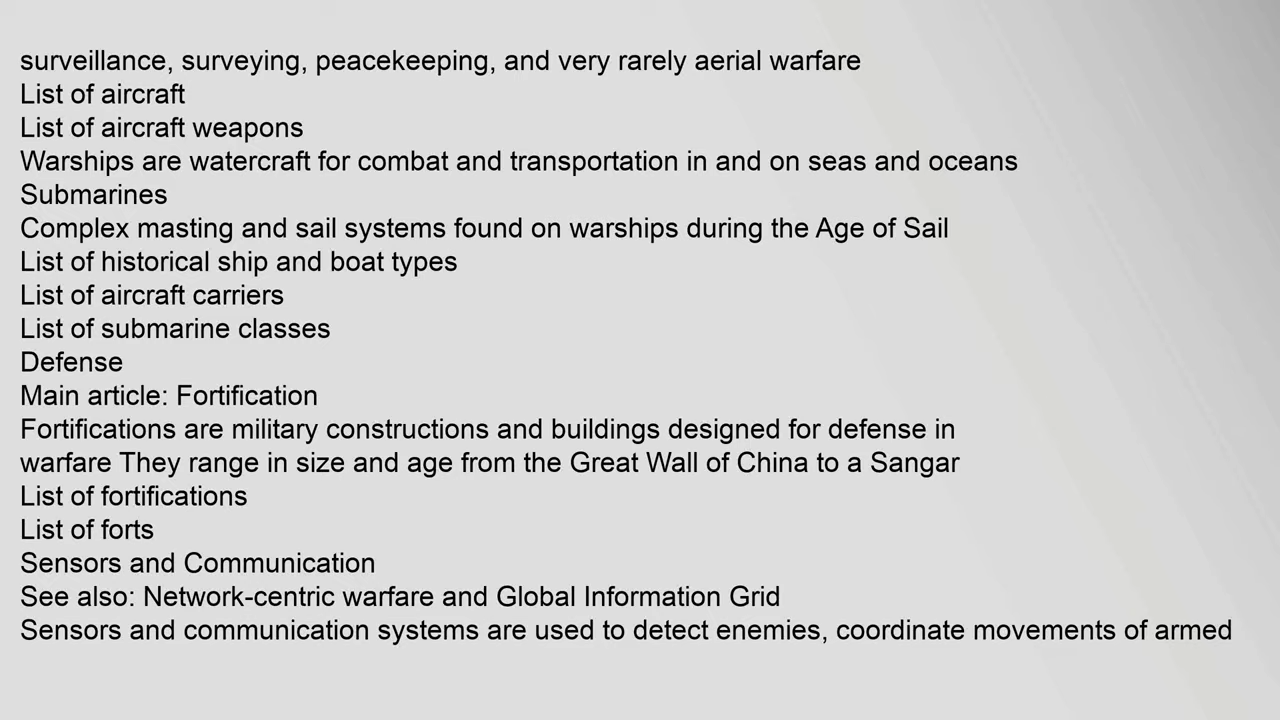 surveillance, surveying, peacekeeping, and very rarely aerial warfare
List of aircraft
List of aircraft weapons
Warships are watercraft for combat and transportation in and on seas and oceans
Submarines
Complex masting and sail systems found on warships during the Age of Sail
List of historical ship and boat types
List of aircraft carriers
List of submarine classes
Defense
Main article: Fortification
Fortifications are military constructions and buildings designed for defense in
warfare They range in size and age from the Great Wall of China to a Sangar
List of fortifications
List of forts
Sensors and Communication
See also: Network-centric warfare and Global Information Grid
Sensors and communication systems are used to detect enemies, coordinate movements of armed